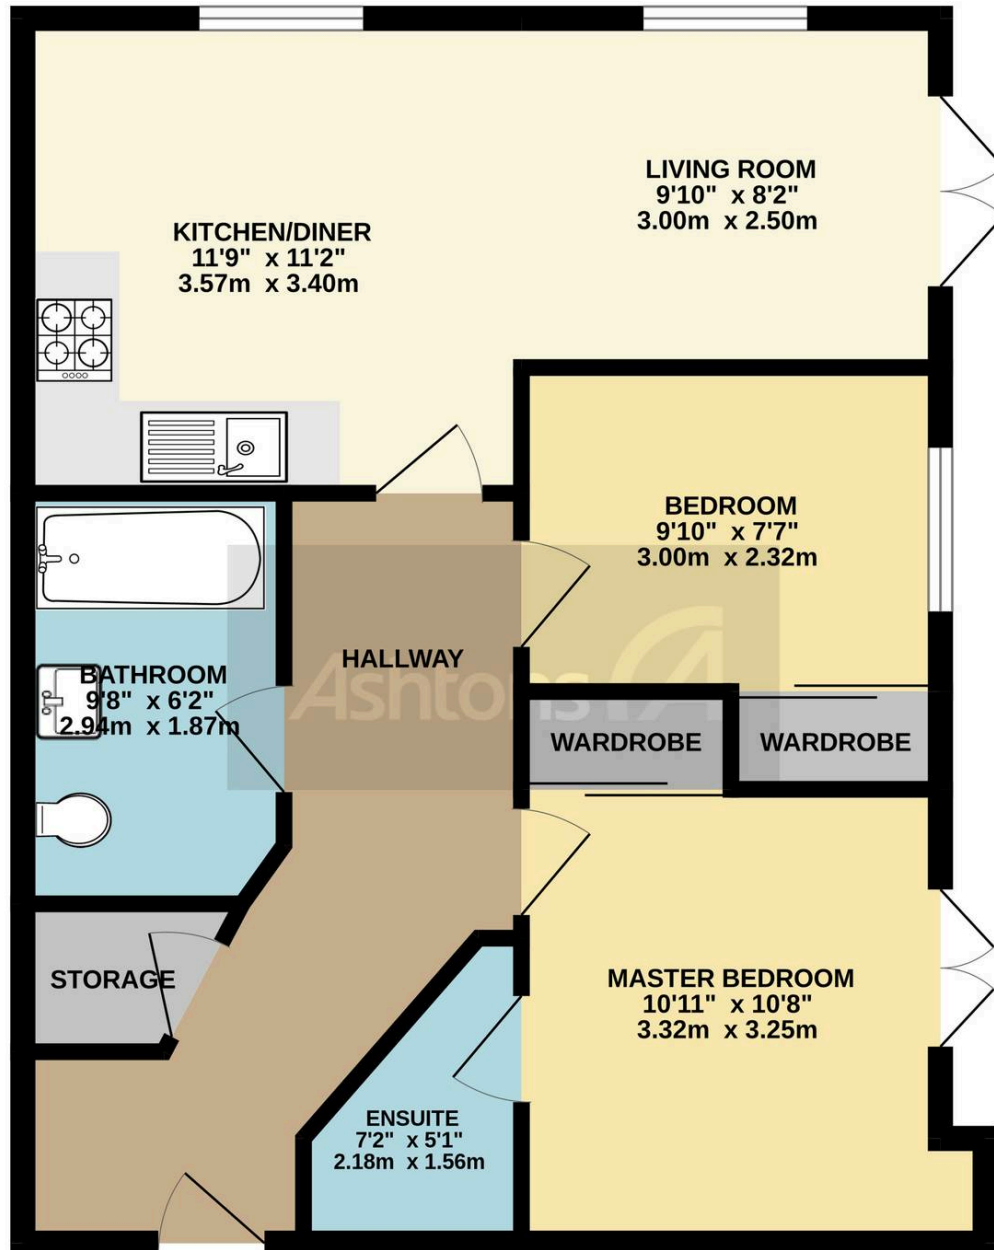 LIVING ROOM
9'10" x 8'2"
3.00m x 2.50m
KITCHEN/DINER
11'9" x 11'2"
3.57m x 3.40m
BEDROOM
9'10" x 7'7"
3.00m x 2.32m
HALLWAY
BATHROOM
9'8" x 6'2"
2.94m x 1.87m
Ashtons
WARDROBE
WARDROBE
STORAGE
MASTER BEDROOM
10'11" x 10'8"
3.32m x 3.25m
ENSUITE
7'2" x 5'1"
2.18m x 1.56m